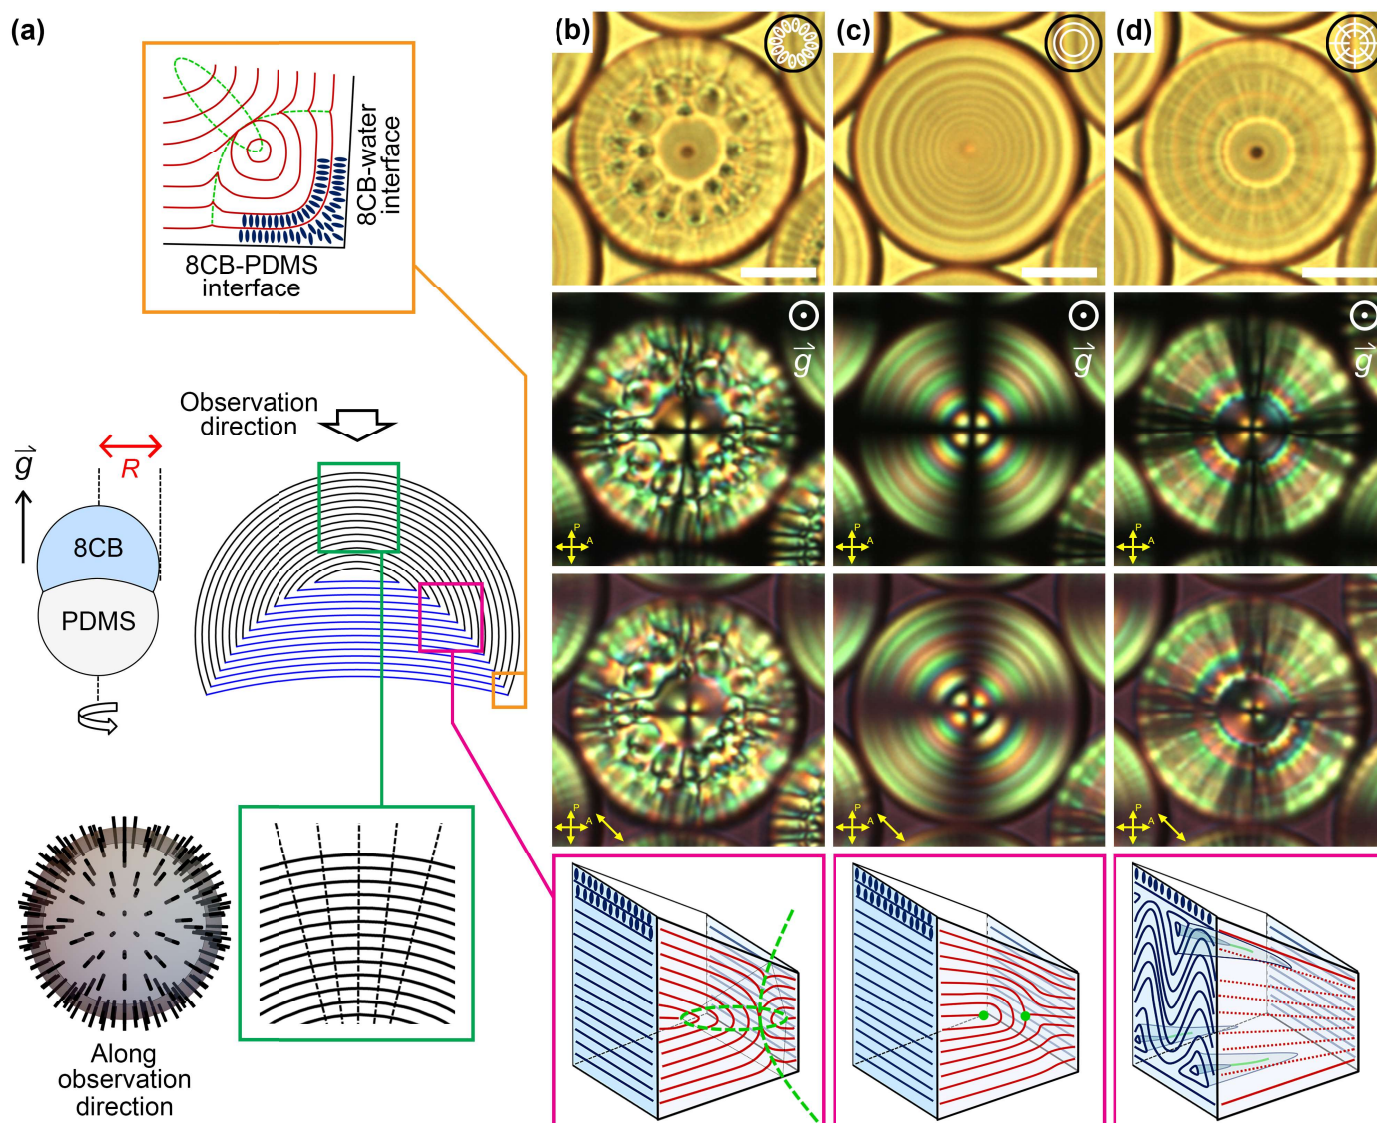 (a)
8CB-water
interface
8CB-PDMS
interface
Observation
direction
g
R
8CB
PDMS
Along
observation
direction
(b)
(c)
(d)
g
g
g
P
A
P
A
P
A
P
A
P
A
P
A